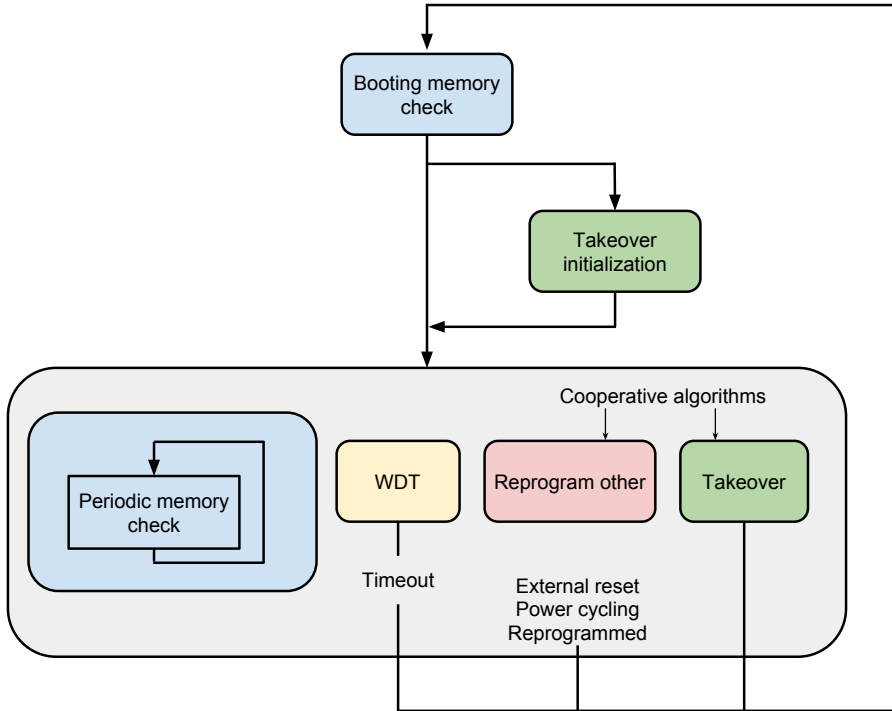 Booting memory
check
Takeover
initialization
Cooperative algorithms
Periodic memory
check
WDT
Reprogram other
Takeover
Timeout
External reset
Power cycling
Reprogrammed